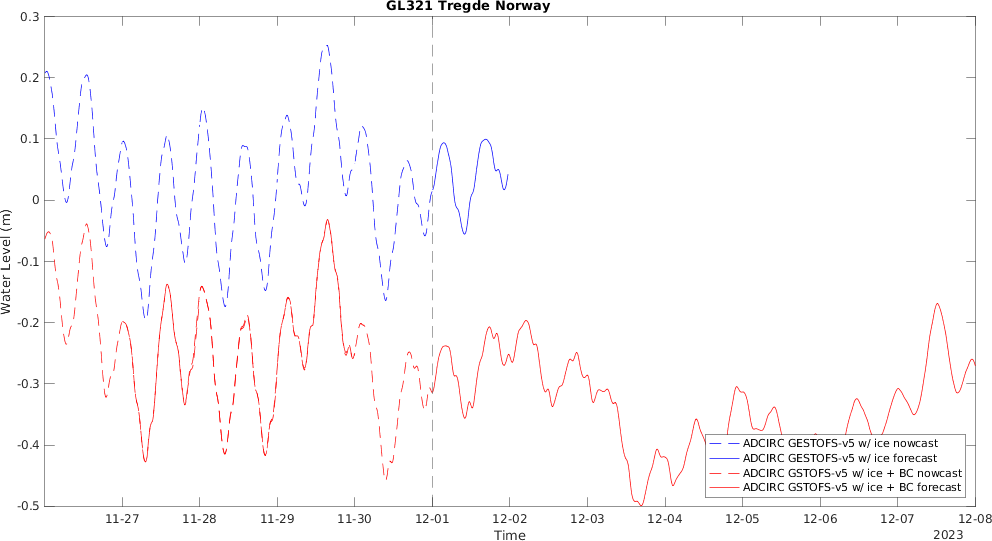 GL321 Tregde Norway
Water Level (m)
0.3
0.2
0.1
0
-0.1
-0.2
-0.3
-0.4
-0.5
ADCIRC GESTOFS-v5 w/ ice nowcast
ADCIRC GESTOFS-v5 w/ ice forecast
ADCIRC GSTOFS-v5 w/ ice + BC nowcast
ADCIRC GSTOFS-v5 w/ ice + BC forecast
11-27 11-28 11-29 11-30 12-01 12-02 12-03 12-04 12-05 12-06 12-07 12-08
Time
2023